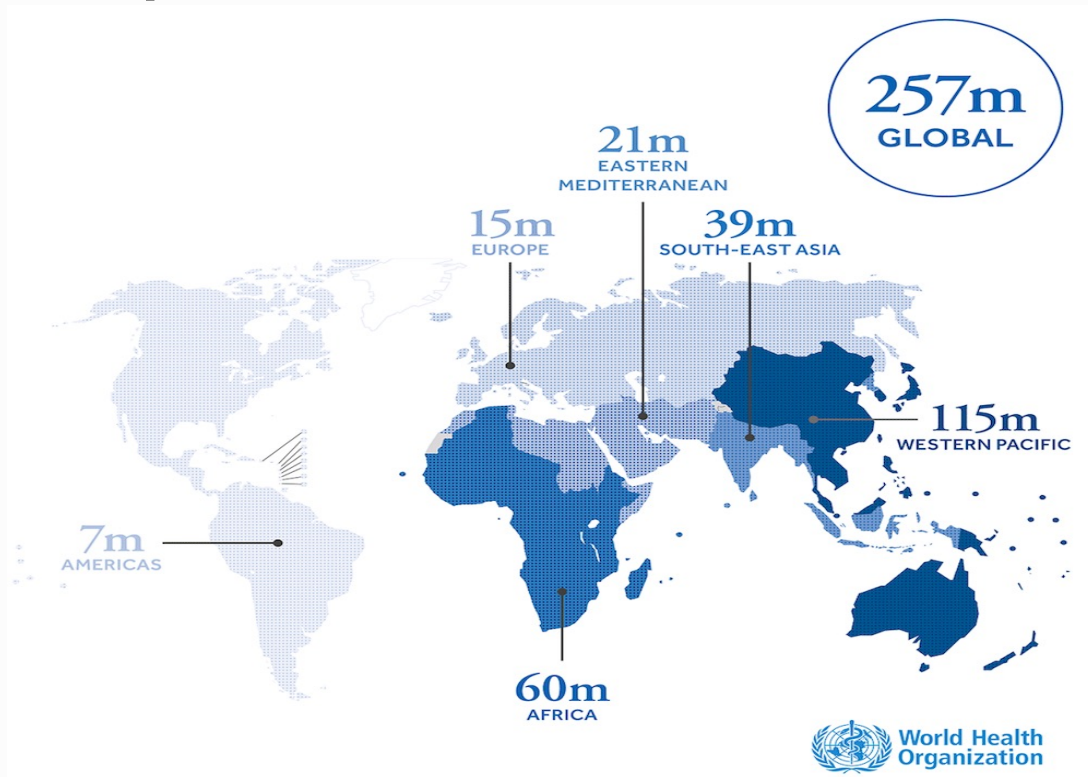 257m
GLOBAL
21m
EASTERN
MEDITERRANEAN
15m
EUROPE
39m
SOUTH-EAST ASIA
115m
WESTERN PACIFIC
7m
AMERICAS
60m
AFRICA
World Health
Organization